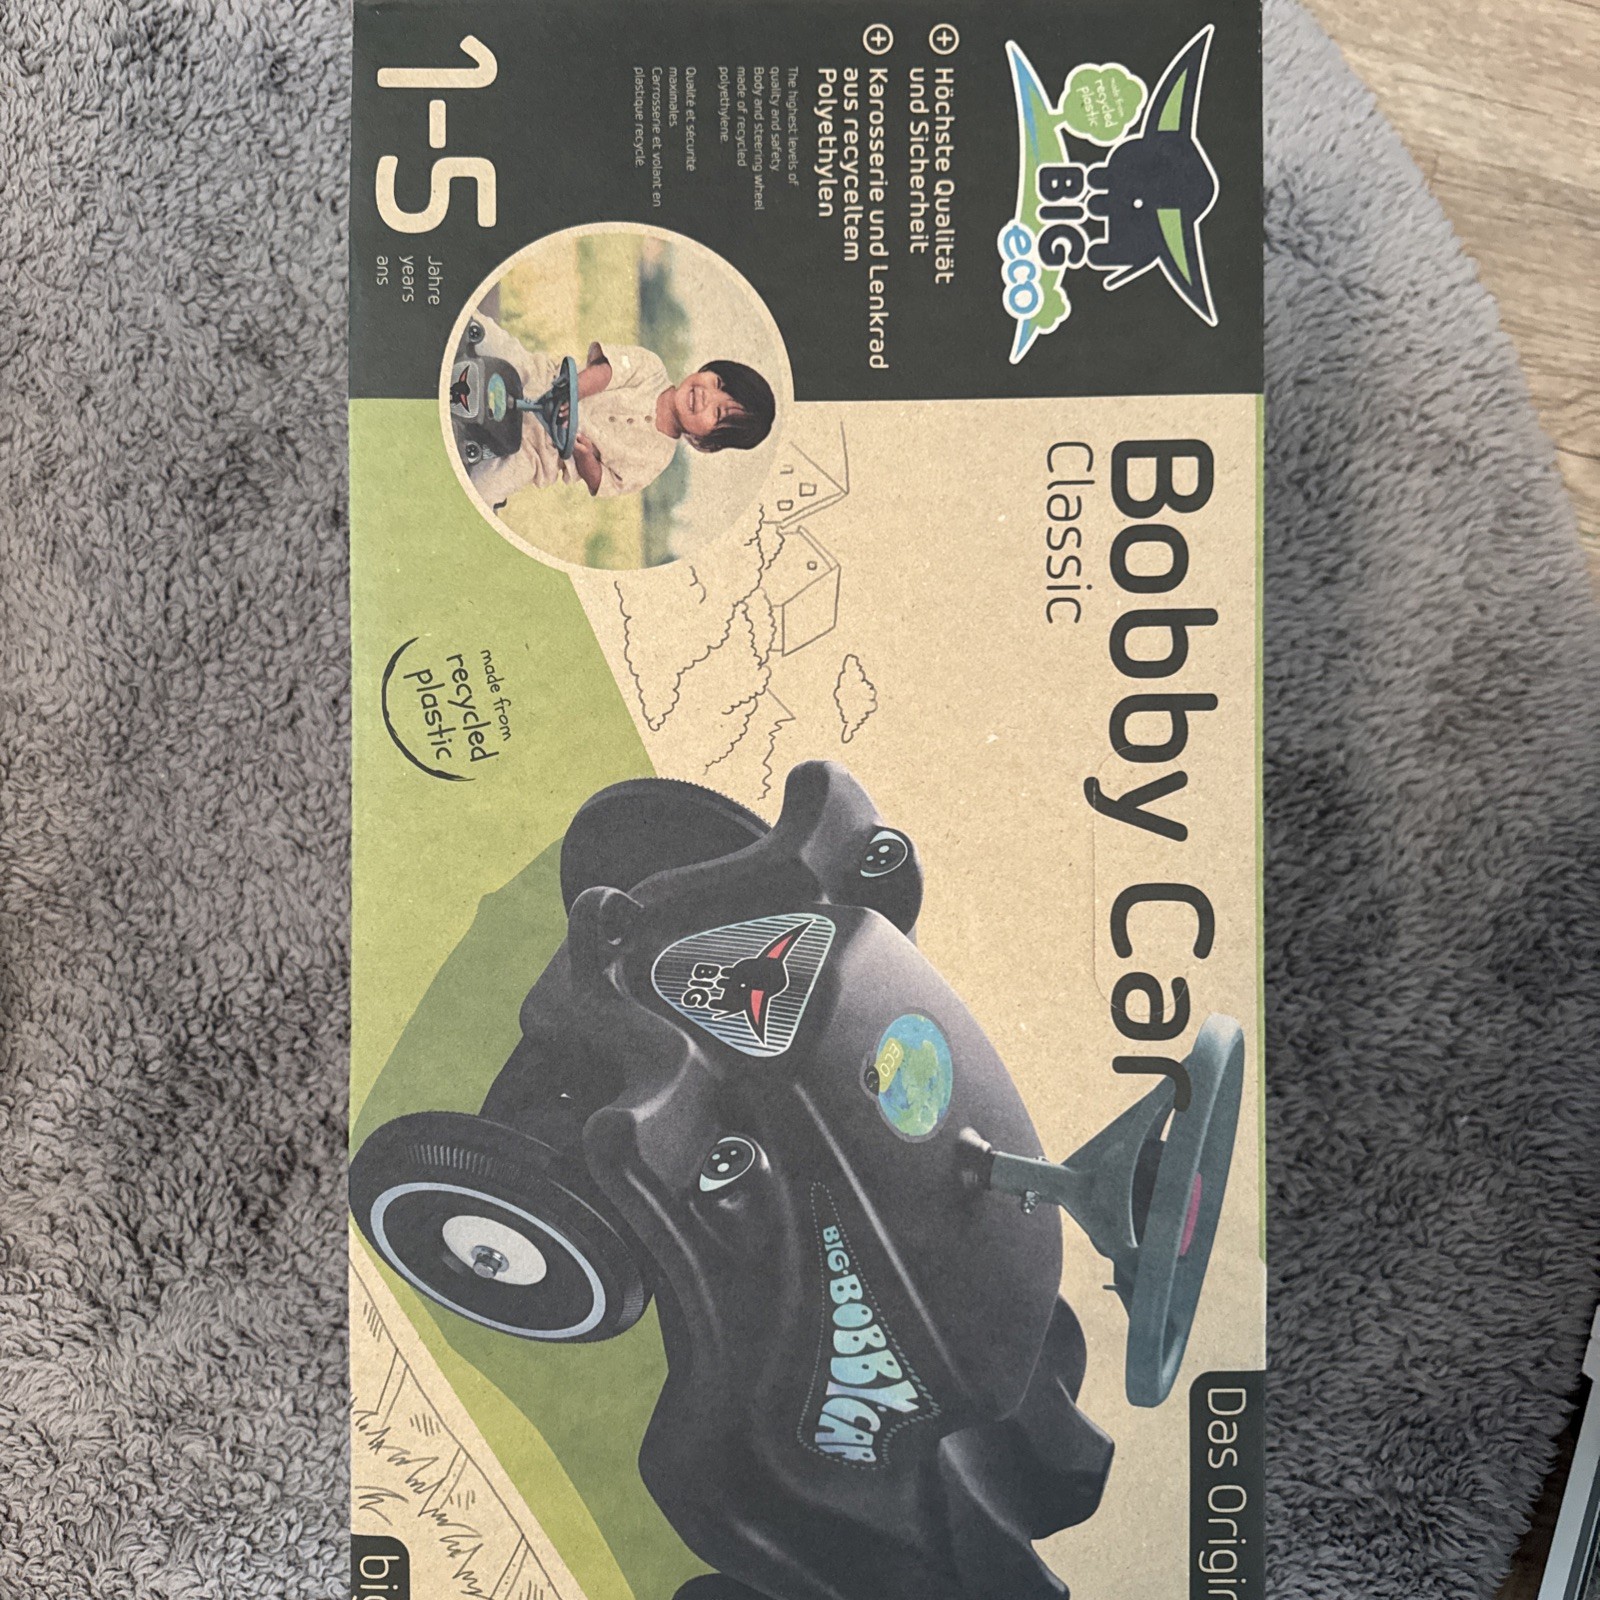 made from
recycled
plastic
BIG
eco
Höchste Qualität
und Sicherheit
Karosserie und Lenkrad
aus recyceltem
Polyethylen
The highest levels of
quality and safety
Body and steering wheel
made of recycled
polyethylene.
Qualité et sécurité
maximales
Carrosserie et volant en
plastique recyclé.
1-5
Jahre
years
ans
Bobby Car
Classic
made from
recycled
plastic
BIG
ECO
BIG-BOBBY CAR
Das Origin
big